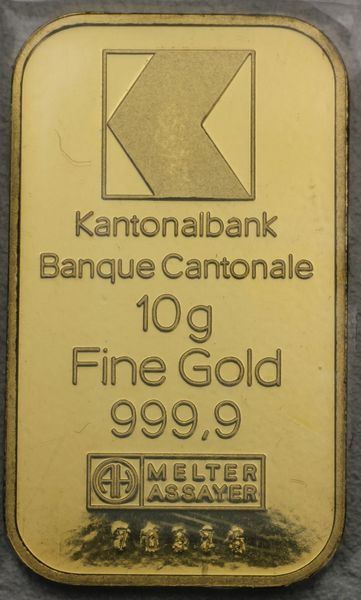 Kantonalbank
Banque Cantonale
10g
Fine Gold
999,9
MELTER
ASSAYER